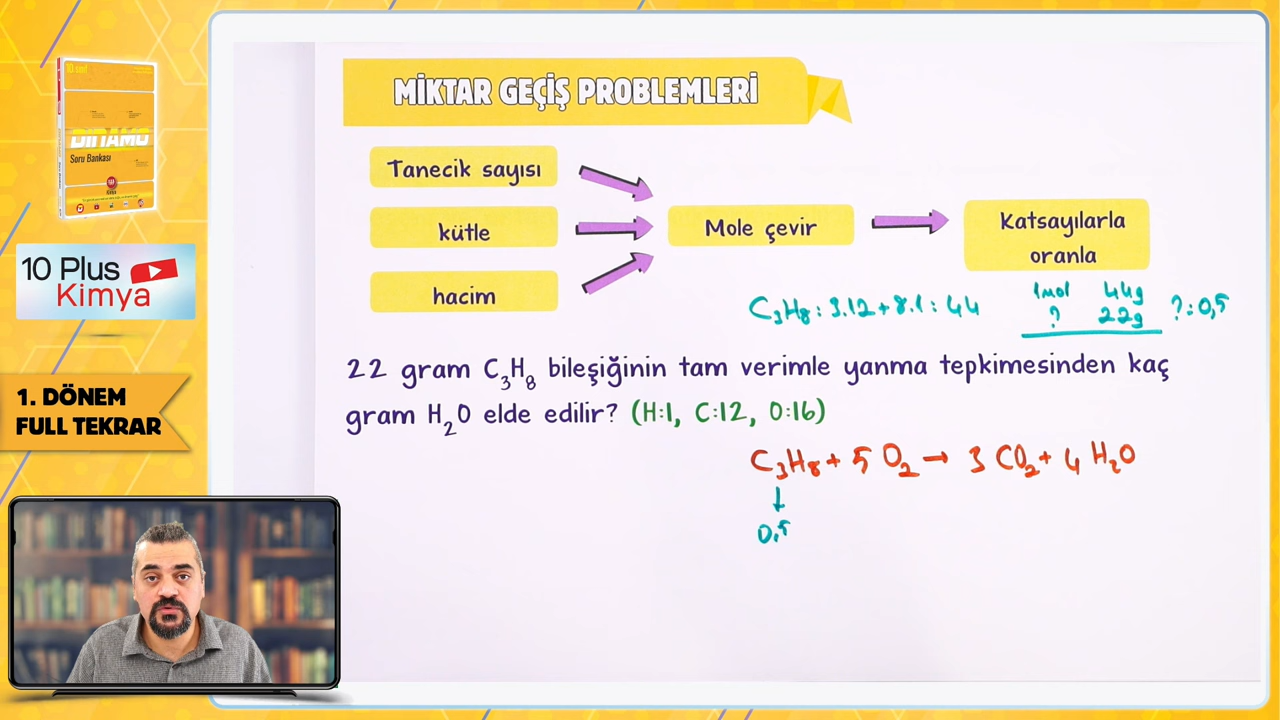 10.sınıf
DİNAMO
Soru Bankası
10 Plus
Kimya
1. DÖNEM
FULL TEKRAR
MİKTAR GEÇİŞ PROBLEMLERİ
Tanecik sayısı
kütle
hacim
Mole çevir
Katsayılarla
oranla
C₃H₈ : 3.12 + 8.1 : 44
1mol 44g
? 22g ? : 0,5
22 gram C₃H₈ bileşiğinin tam verimle yanma tepkimesinden kaç
gram H₂O elde edilir? (H:1, C:12, O:16)
C₃H₈ + 5 O₂ → 3 CO₂ + 4 H₂O
↓
0,5